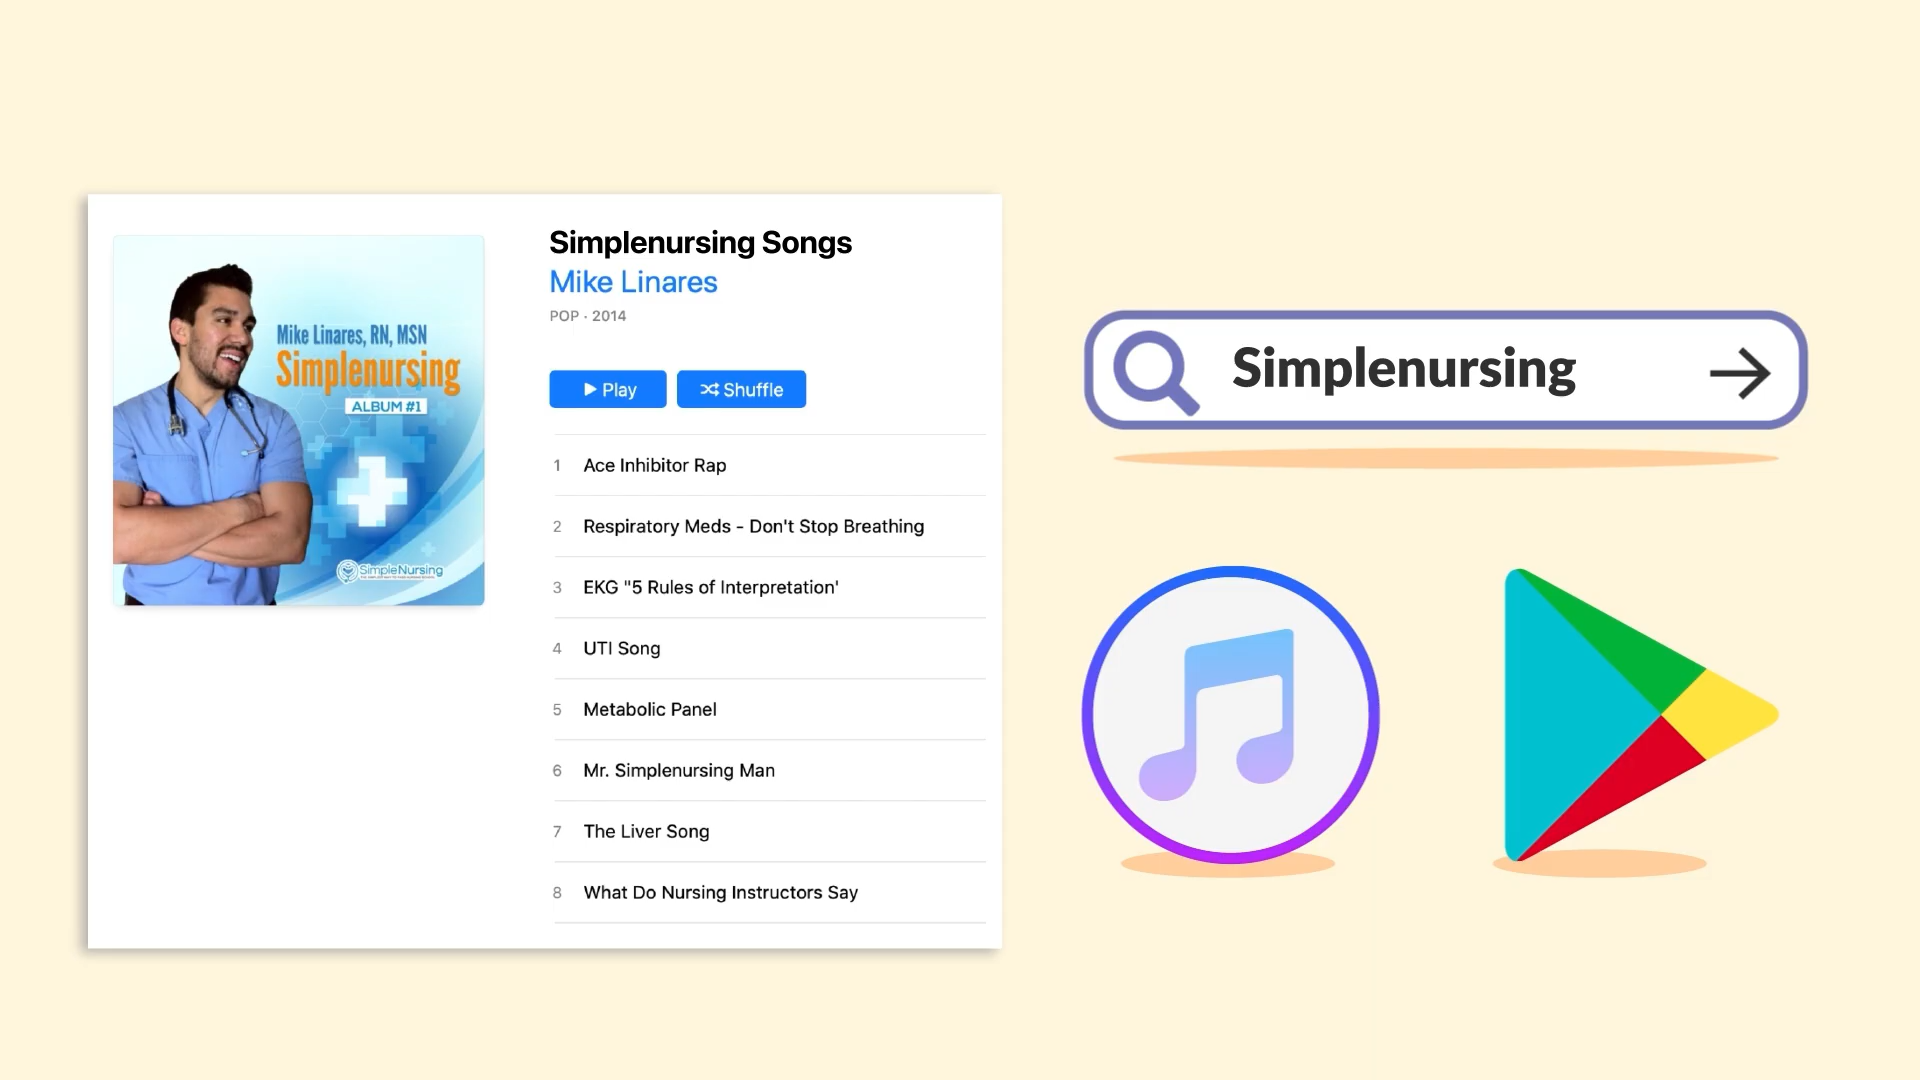 Mike Linares, RN, MSN
Simplenursing
ALBUM #1
SimpleNursing
Simplenursing Songs
Mike Linares
POP · 2014
Play
Shuffle
1 Ace Inhibitor Rap
2 Respiratory Meds - Don't Stop Breathing
3 EKG "5 Rules of Interpretation'
4 UTI Song
5 Metabolic Panel
6 Mr. Simplenursing Man
7 The Liver Song
8 What Do Nursing Instructors Say
Simplenursing